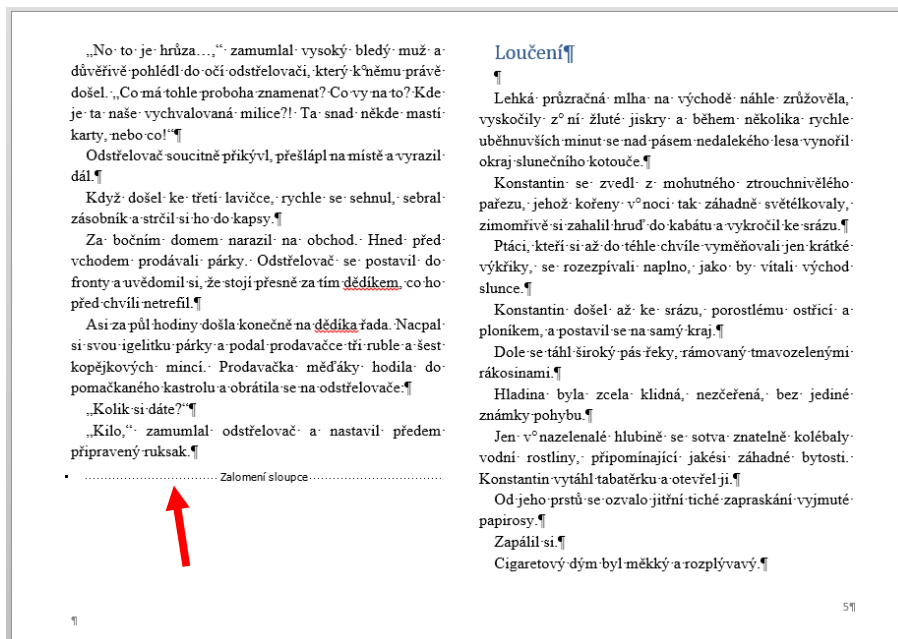 „No to je hrůza…,“ zamumlal vysoký bledý muž a
důvěřivě pohlédl do očí odstřelovači, který k°němu právě
došel. „Co má tohle proboha znamenat? Co vy na to? Kde
je ta naše vychvalovaná milice?! Ta snad někde mastí
karty, nebo co!“¶
Odstřelovač soucitně přikývl, přešlápl na místě a vyrazil
dál.¶
Když došel ke třetí lavičce, rychle se sehnul, sebral
zásobník a strčil si ho do kapsy.¶
Za bočním domem narazil na obchod. Hned před
vchodem prodávali párky. Odstřelovač se postavil do
fronty a uvědomil si, že stojí přesně za tím dědíkem, co ho
před chvíli netrefil.¶
Asi za půl hodiny došla konečně na dědíka řada. Nacpal
si svou igelitku párky a podal prodavačce tři ruble a šest
kopějkových mincí. Prodavačka měďáky hodila do
pomačkaného kastrolu a obrátila se na odstřelovače:¶
„Kolik si dáte?“¶
„Kilo,“ zamumlal odstřelovač a nastavil předem
připravený ruksak.¶
Zalomení sloupce
¶
Loučení¶
¶
Lehká průzračná mlha na východě náhle zrůžověla,
vyskočily z° ní žluté jiskry a během několika rychle
uběhnuvších minut se nad pásem nedalekého lesa vynořil
okraj slunečního kotouče.¶
Konstantin se zvedl z mohutného ztrouchnivělého
pařezu, jehož kořeny v°noci tak záhadně světélkovaly,
zimomřivě si zahalil hruď do kabátu a vykročil ke srázu.¶
Ptáci, kteří si až do téhle chvíle vyměňovali jen krátké
výkřiky, se rozezpívali naplno, jako by vítali východ
slunce.¶
Konstantin došel až ke srázu, porostlému ostřicí a
ploníkem, a postavil se na samý kraj.¶
Dole se táhl široký pás řeky, rámovaný tmavozelenými
rákosinami.¶
Hladina byla zcela klidná, nezčeřená, bez jediné
známky pohybu.¶
Jen v°nazelenalé hlubině se sotva znatelně kolébaly
vodní rostliny, připomínající jakési záhadné bytosti.
Konstantin vytáhl tabatěrku a otevřel ji.¶
Od jeho prstů se ozvalo jitřní tiché zapraskání vyjmuté
papirosy.¶
Zapálil si.¶
Cigaretový dým byl měkký a rozplývavý.¶
5¶